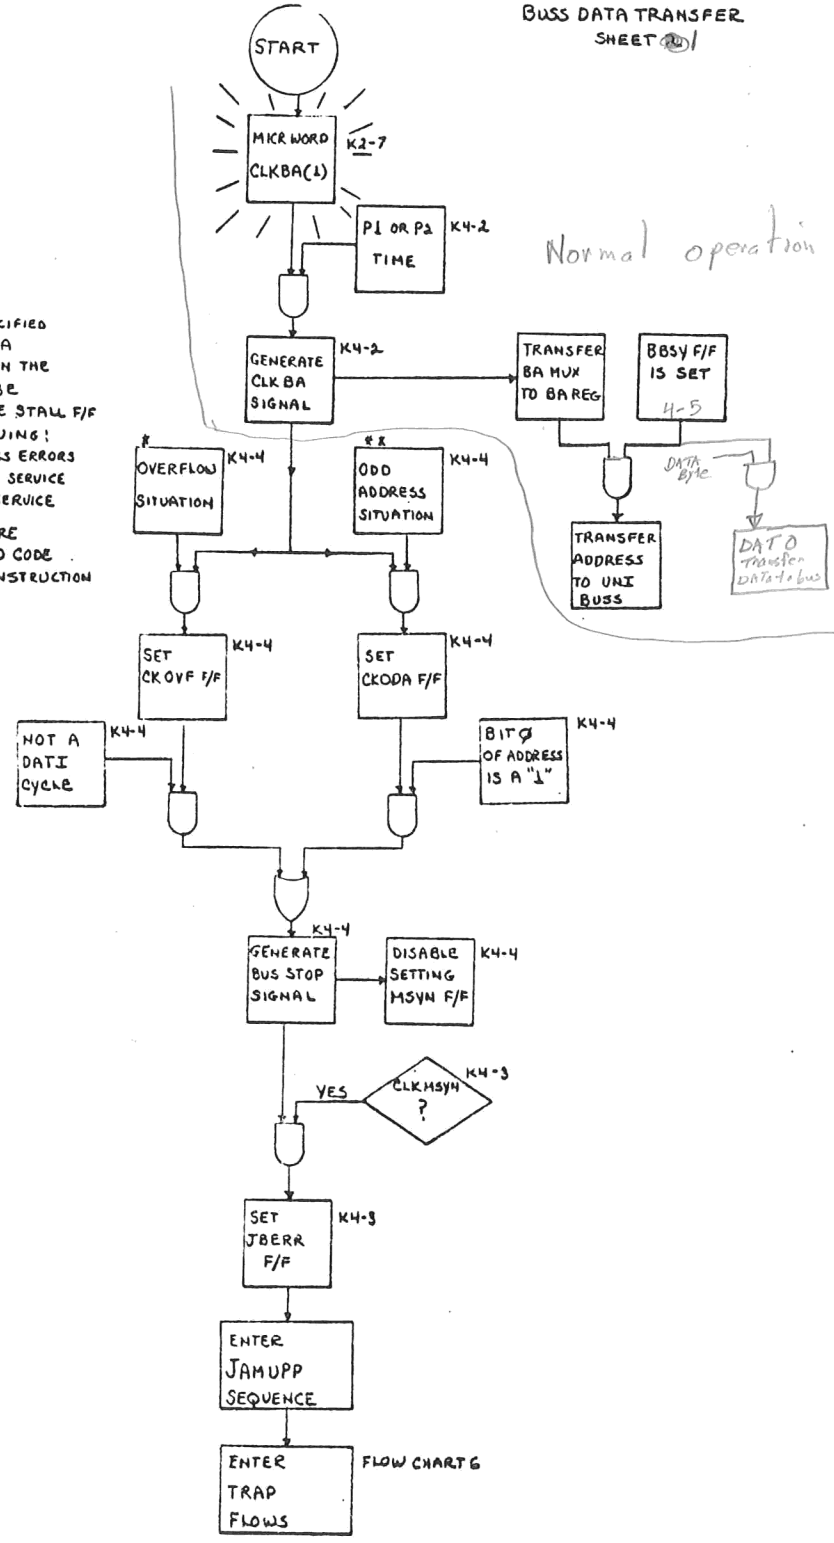 BUSS DATA TRANSFER
SHEET 1
START
MICR WORD
CLKBA(1)
K2-7
P1 OR P2
TIME
K4-2
Normal operation
GENERATE
CLK BA
SIGNAL
K4-2
TRANSFER
BA MUX
TO BA REG
BBSY F/F
IS SET
4-5
CIFIED
A
N THE
BE
E STALL F/F
ING:
S ERRORS
SERVICE
SERVICE
RE
D CODE
NSTRUCTION
*
OVERFLOW
SITUATION
K4-4
**
ODD
ADDRESS
SITUATION
K4-4
DATA
Byte
TRANSFER
ADDRESS
TO UNI
BUSS
DATO
Transfer
DATA to bus
SET
CKOVF F/F
K4-4
SET
CKODA F/F
K4-4
NOT A
DATI
CYCLE
K4-4
BIT Ø
OF ADDRESS
IS A "1"
K4-4
GENERATE
BUS STOP
SIGNAL
K4-4
DISABLE
SETTING
MSYN F/F
K4-4
YES
CLKMSYN
?
K4-3
SET
JBERR
F/F
K4-3
ENTER
JAMUPP
SEQUENCE
ENTER
TRAP
FLOWS
FLOW CHART 6